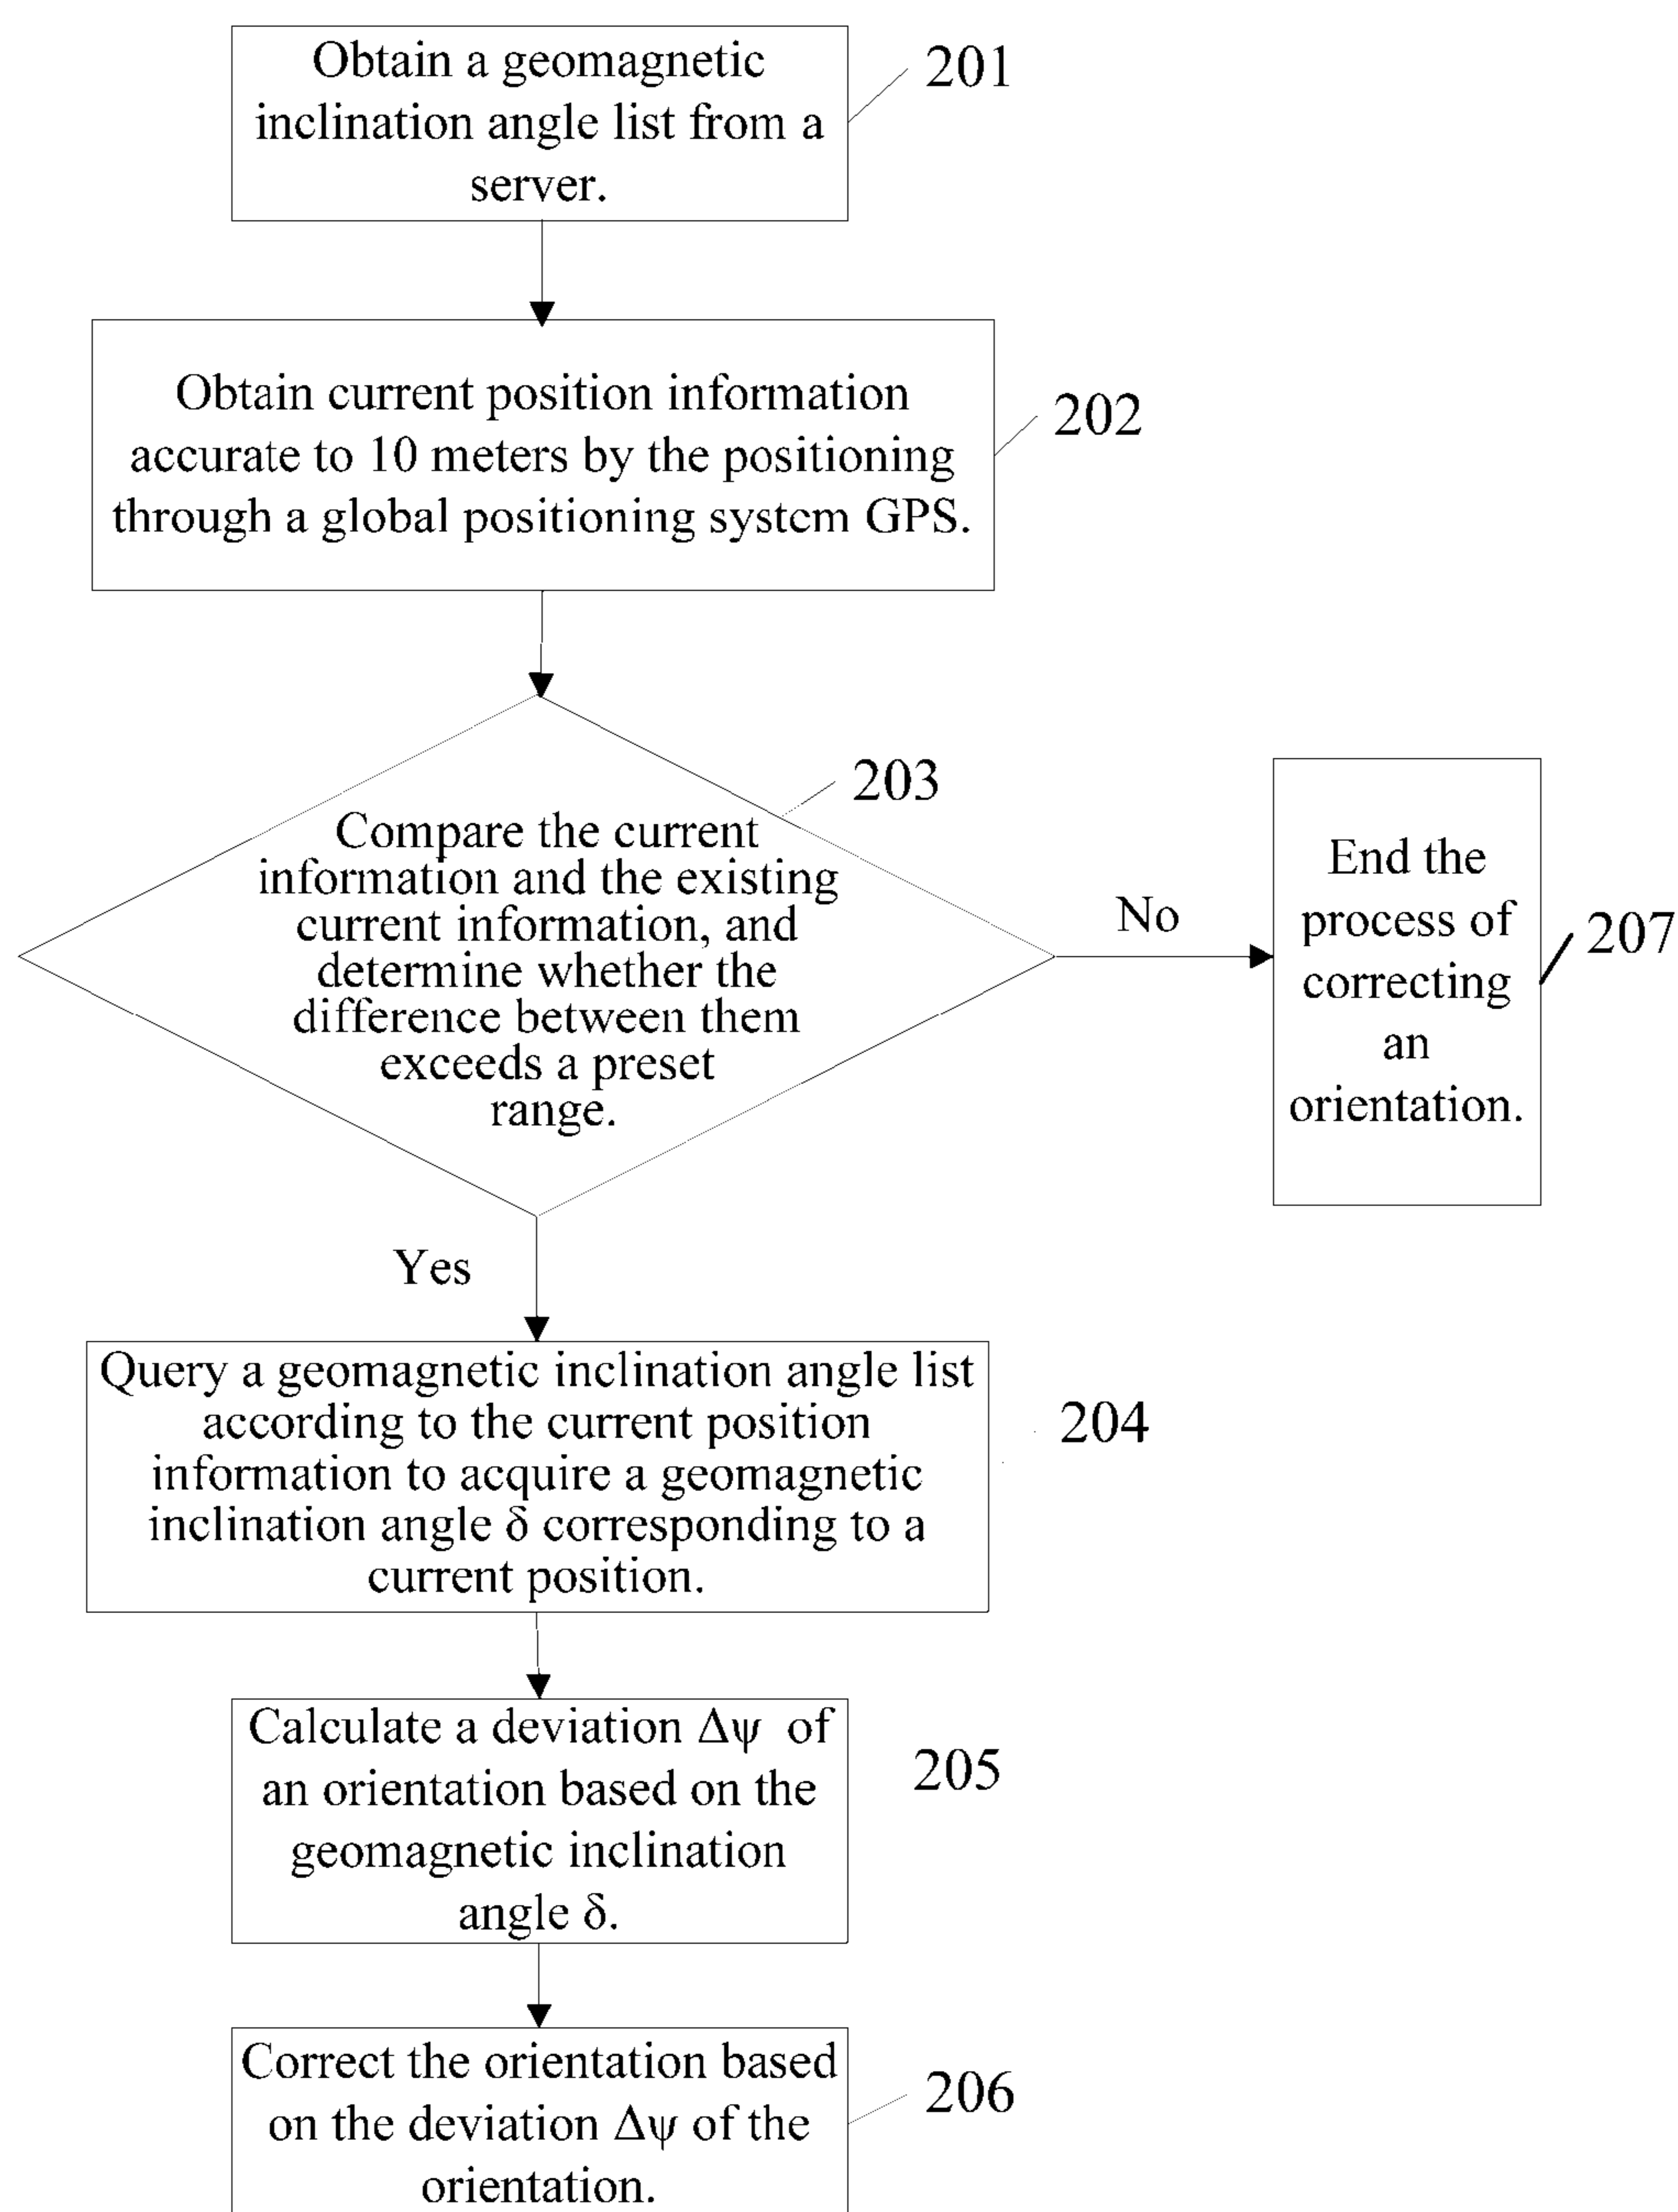 Obtain a geomagnetic
inclination angle list from a
server.
201
Obtain current position information
accurate to 10 meters by the positioning
through a global positioning system GPS.
202
203
Compare the current
information and the existing
current information, and
determine whether the
difference between them
exceeds a preset
range.
No
End the
process of
correcting
an
orientation.
207
Yes
Query a geomagnetic inclination angle list
according to the current position
information to acquire a geomagnetic
inclination angle δ corresponding to a
current position.
204
Calculate a deviation Δψ of
an orientation based on the
geomagnetic inclination
angle δ.
205
Correct the orientation based
on the deviation Δψ of the
orientation.
206